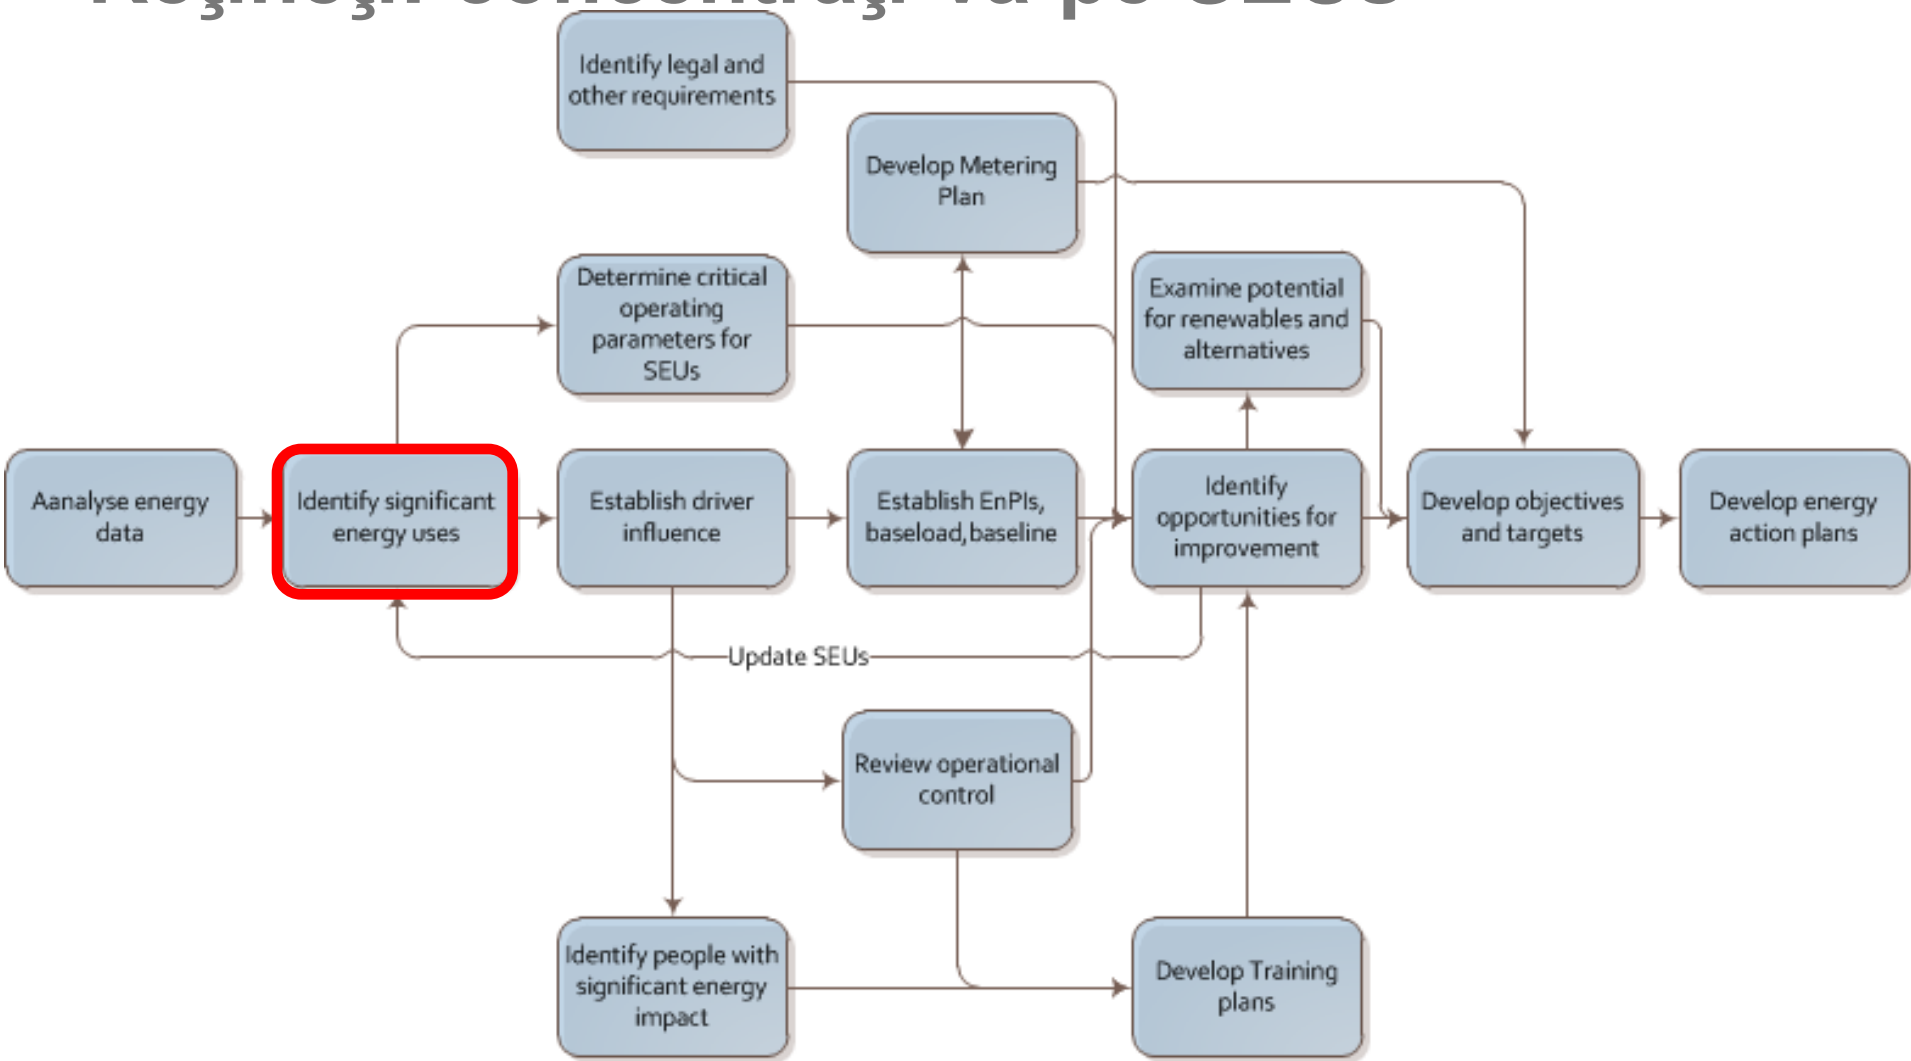 Identify legal and
other requirements
Develop Metering
Plan
Determine critical
operating
parameters for
SEUs
Examine potential
for renewables and
alternatives
Aanalyse energy
data
Identify significant
energy uses
Establish driver
influence
Establish EnPIs,
baseload, baseline
Identify
opportunities for
improvement
Develop objectives
and targets
Develop energy
action plans
Update SEUs
Review operational
control
Identify people with
significant energy
impact
Develop Training
plans